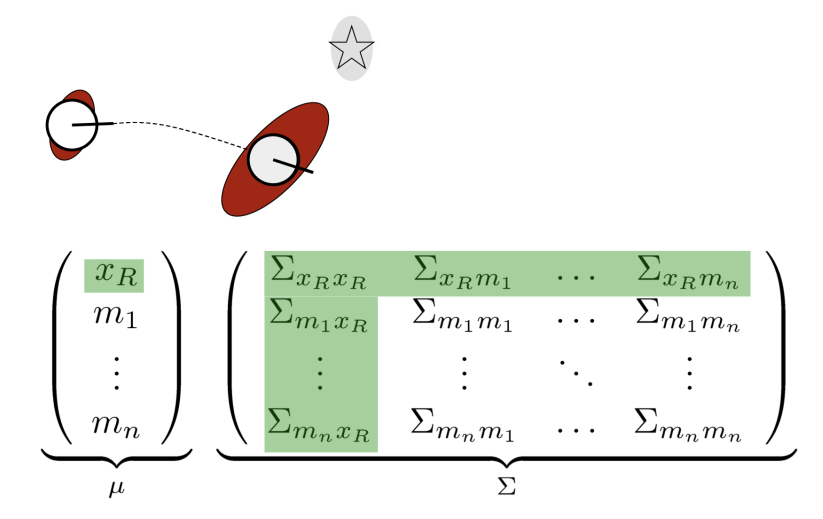 x_R Σ_{x_R x_R} Σ_{x_R m_1} … Σ_{x_R m_n}
m_1 Σ_{m_1 x_R} Σ_{m_1 m_1} … Σ_{m_1 m_n}
⋮ ⋮ ⋮ ⋱ ⋮
m_n Σ_{m_n x_R} Σ_{m_n m_1} … Σ_{m_n m_n}
μ Σ